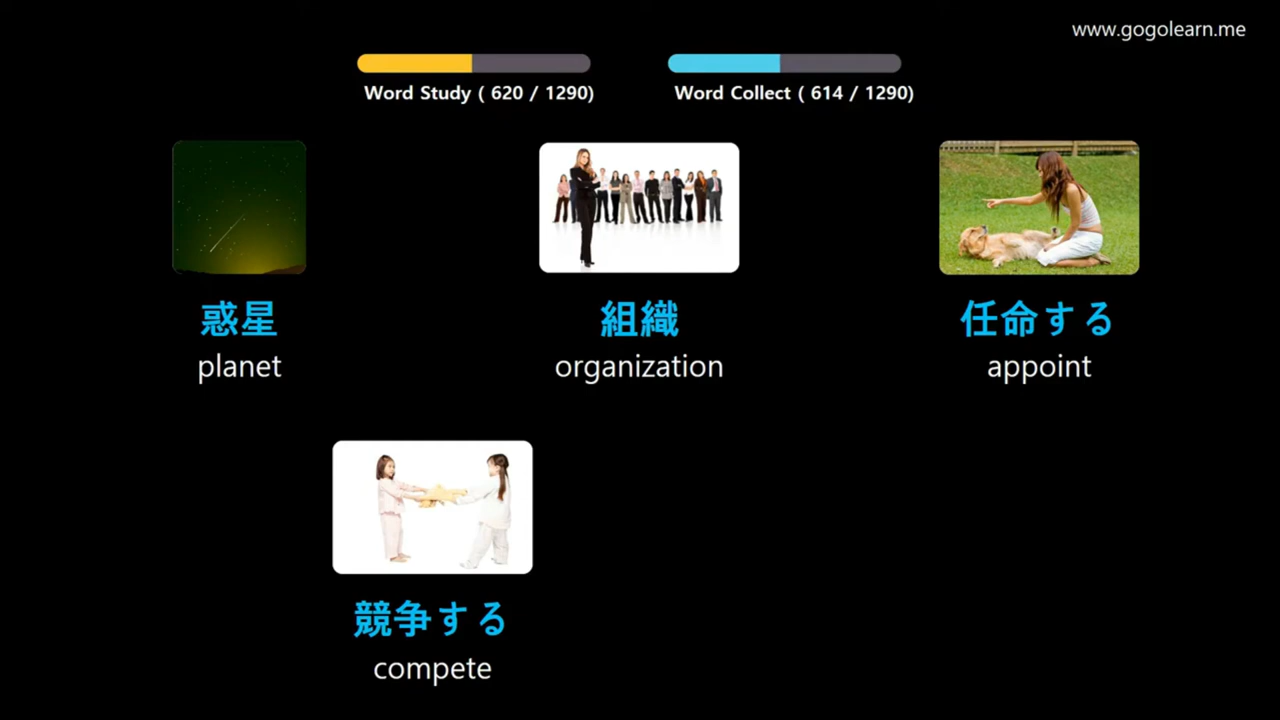 www.gogolearn.me
Word Study ( 620 / 1290)
Word Collect ( 614 / 1290)
惑星
planet
組織
organization
任命する
appoint
競争する
compete